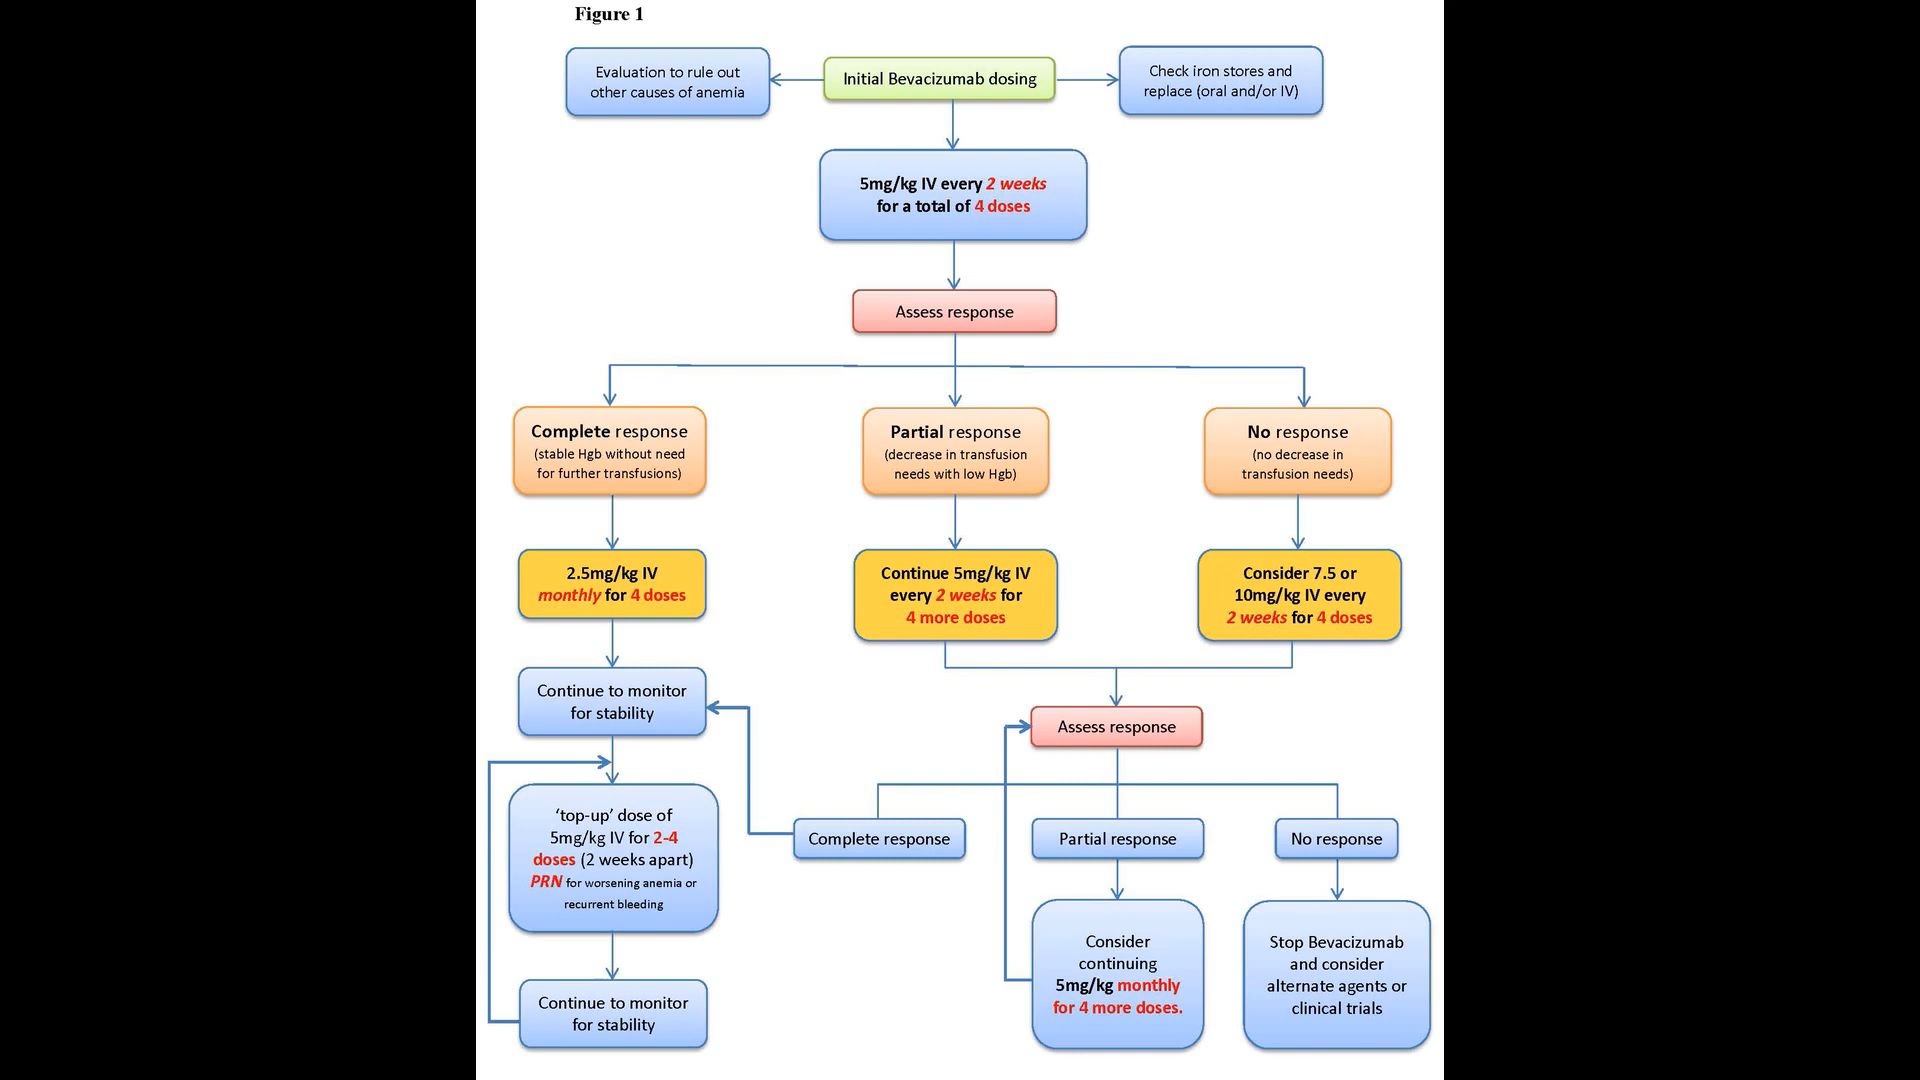 Figure 1
Evaluation to rule out
other causes of anemia
Initial Bevacizumab dosing
Check iron stores and
replace (oral and/or IV)
5mg/kg IV every 2 weeks
for a total of 4 doses
Assess response
Complete response
(stable Hgb without need
for further transfusions)
Partial response
(decrease in transfusion
needs with low Hgb)
No response
(no decrease in
transfusion needs)
2.5mg/kg IV
monthly for 4 doses
Continue 5mg/kg IV
every 2 weeks for
4 more doses
Consider 7.5 or
10mg/kg IV every
2 weeks for 4 doses
Continue to monitor
for stability
Assess response
‘top-up’ dose of
5mg/kg IV for 2-4
doses (2 weeks apart)
PRN for worsening anemia or
recurrent bleeding
Complete response
Partial response
No response
Consider
continuing
5mg/kg monthly
for 4 more doses.
Stop Bevacizumab
and consider
alternate agents or
clinical trials
Continue to monitor
for stability